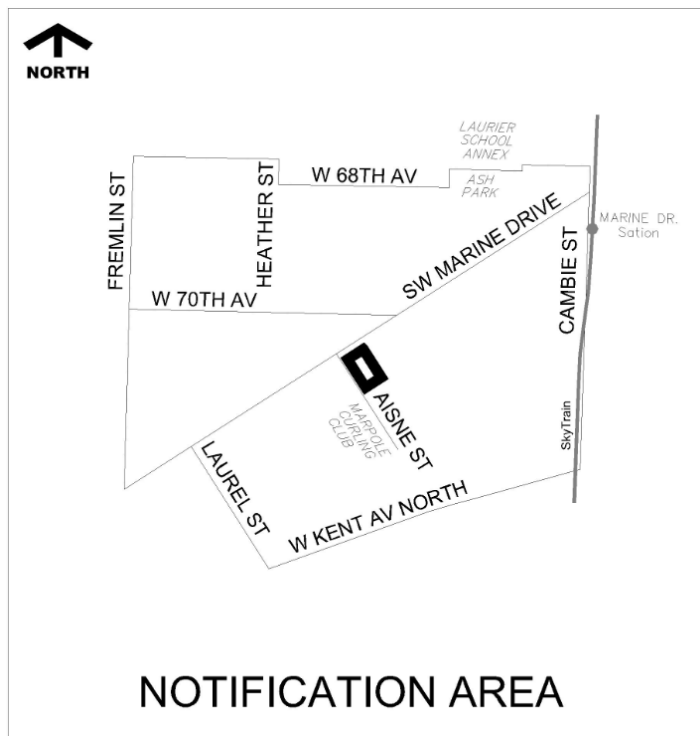 NORTH
LAURIER
SCHOOL
ANNEX
W 68TH AV
ASH
PARK
FREMLIN ST
HEATHER ST
SW MARINE DRIVE
MARINE DR.
Sation
CAMBIE ST
W 70TH AV
AISNE ST
MARPOLE
CURLING
CLUB
SkyTrain
LAUREL ST
W KENT AV NORTH
NOTIFICATION AREA